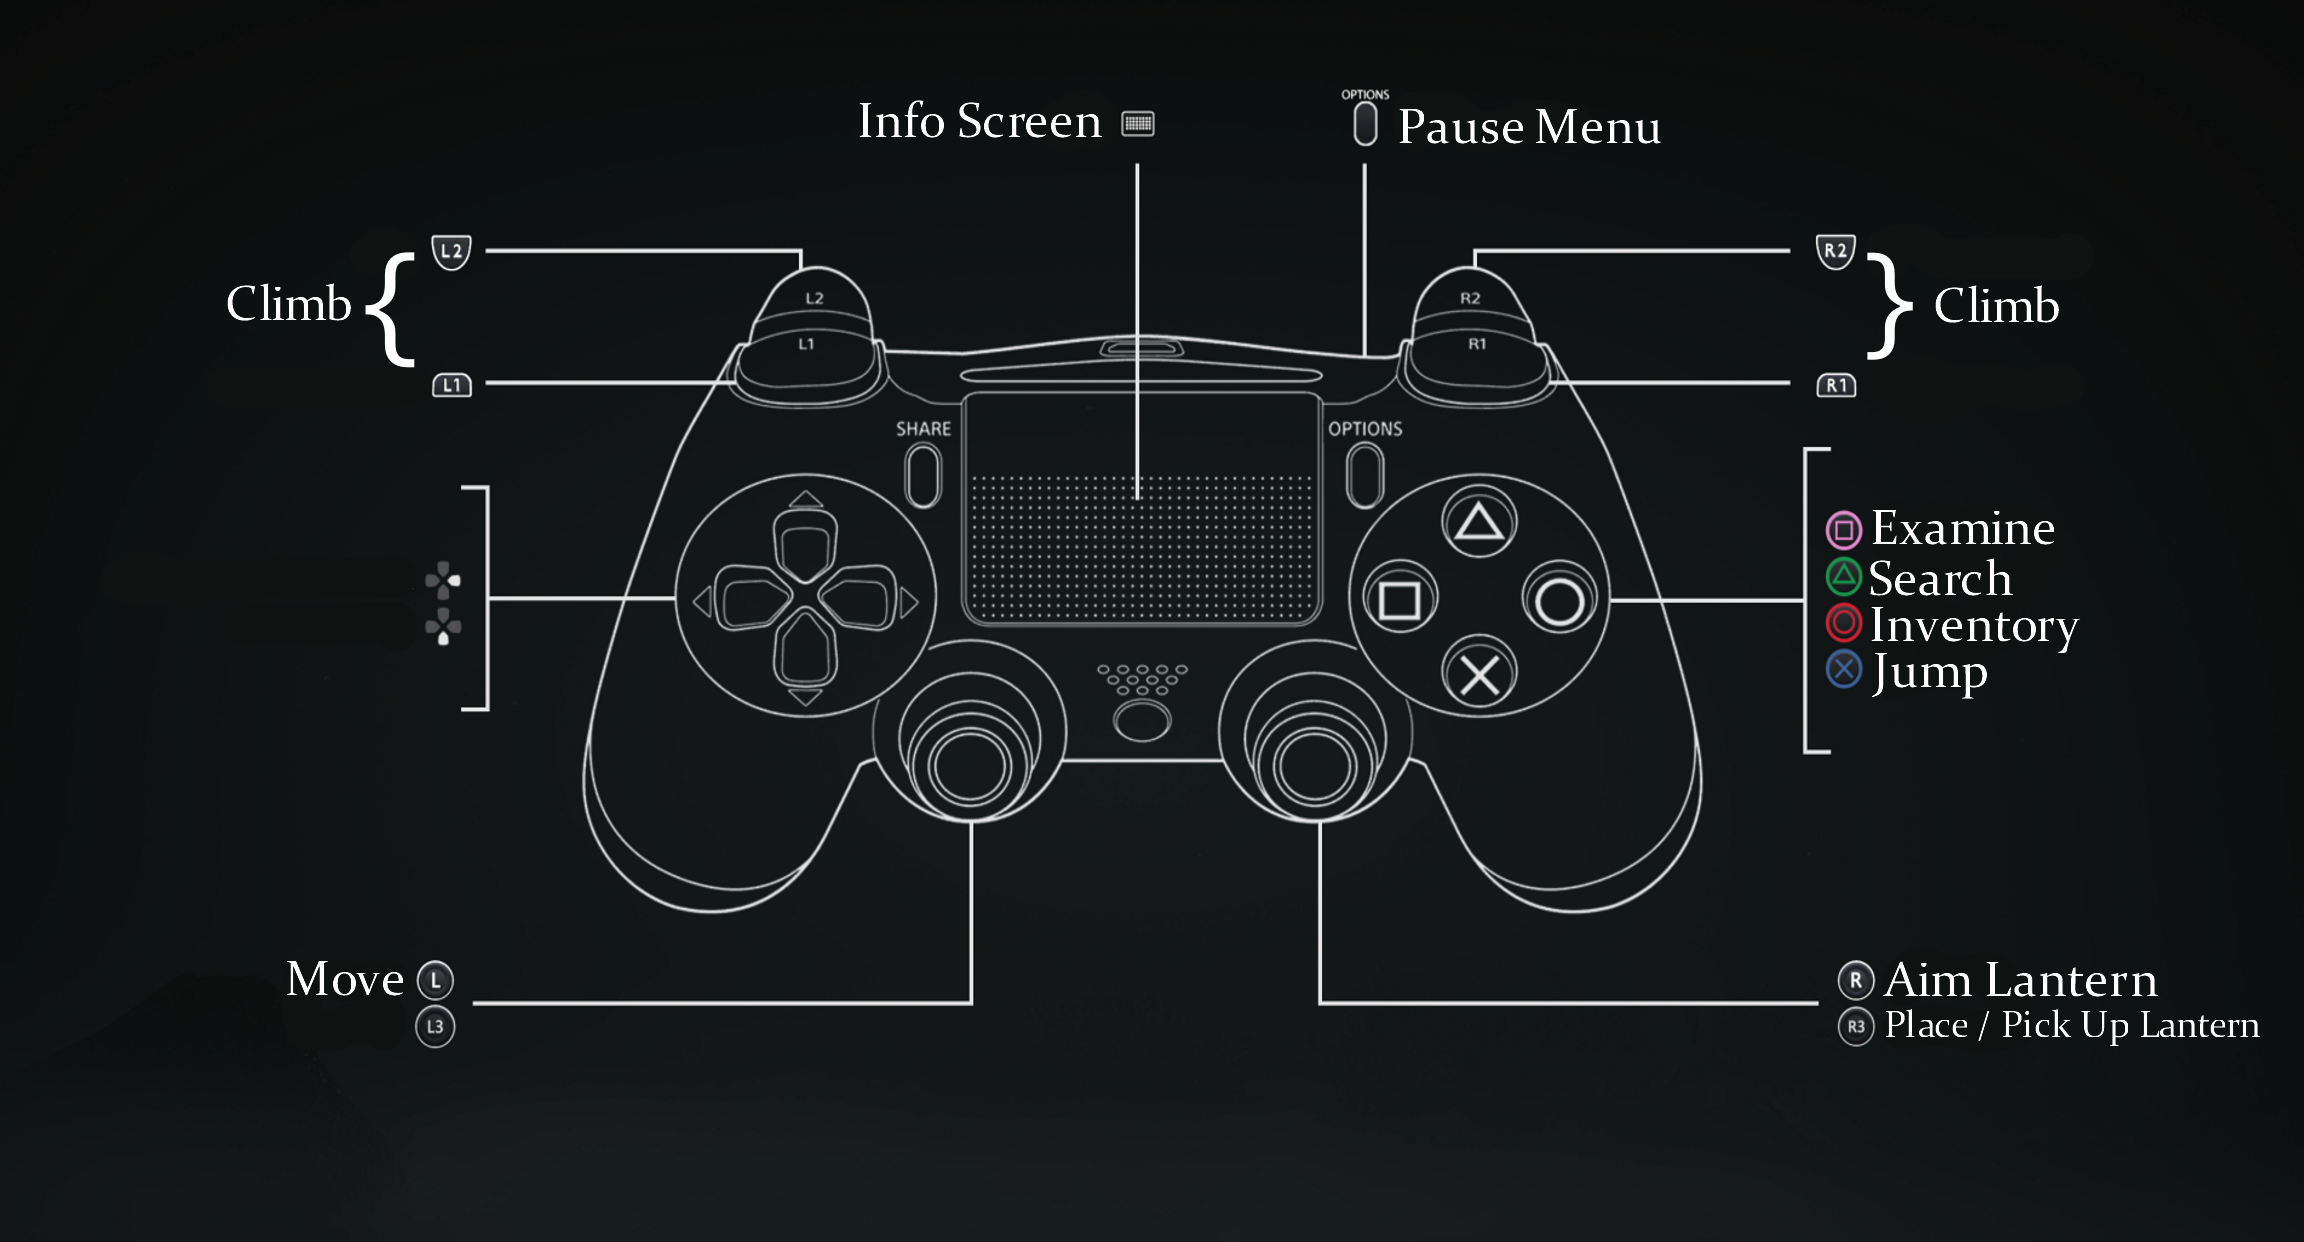 OPTIONS
Info Screen
Pause Menu
L2
R2
Climb
Climb
L2
R2
L1
R1
L1
R1
SHARE
OPTIONS
Examine
Search
Inventory
Jump
Move L
L3
R Aim Lantern
R3 Place / Pick Up Lantern